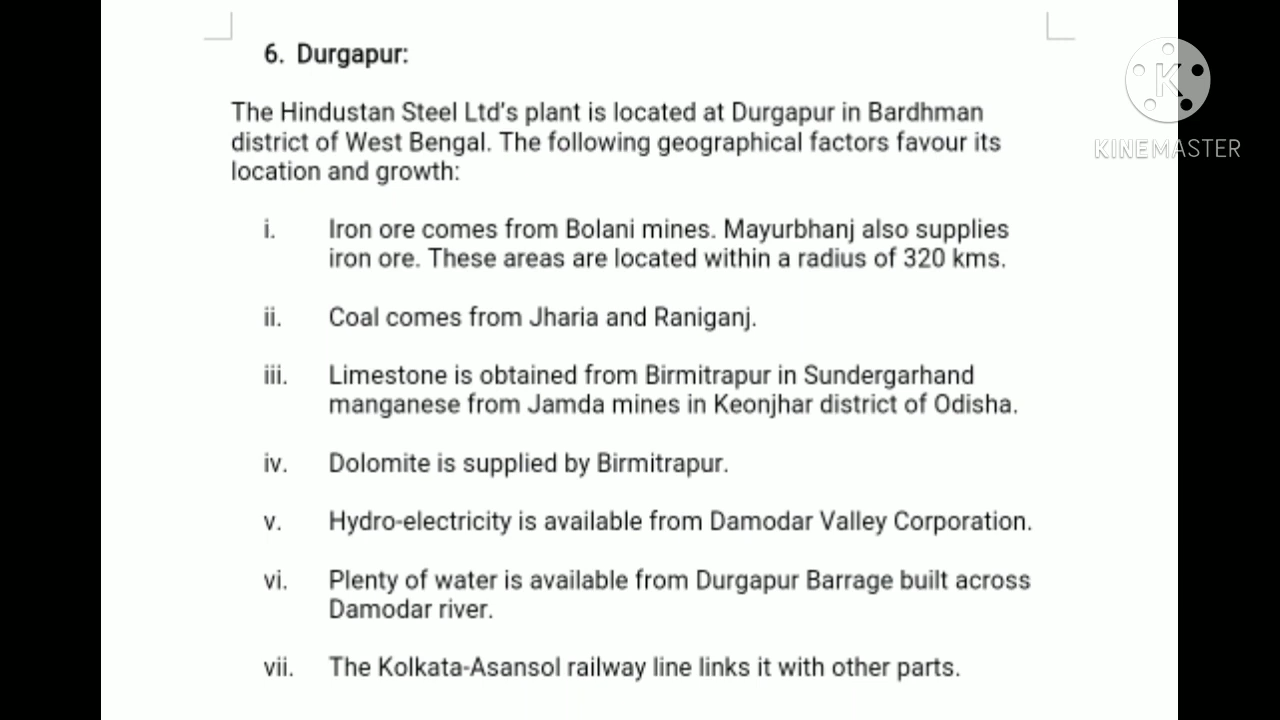 6. Durgapur:
The Hindustan Steel Ltd's plant is located at Durgapur in Bardhman
district of West Bengal. The following geographical factors favour its
location and growth:
i. Iron ore comes from Bolani mines. Mayurbhanj also supplies
iron ore. These areas are located within a radius of 320 kms.
ii. Coal comes from Jharia and Raniganj.
iii. Limestone is obtained from Birmitrapur in Sundergarhand
manganese from Jamda mines in Keonjhar district of Odisha.
iv. Dolomite is supplied by Birmitrapur.
v. Hydro-electricity is available from Damodar Valley Corporation.
vi. Plenty of water is available from Durgapur Barrage built across
Damodar river.
vii. The Kolkata-Asansol railway line links it with other parts.
K
KINEMASTER